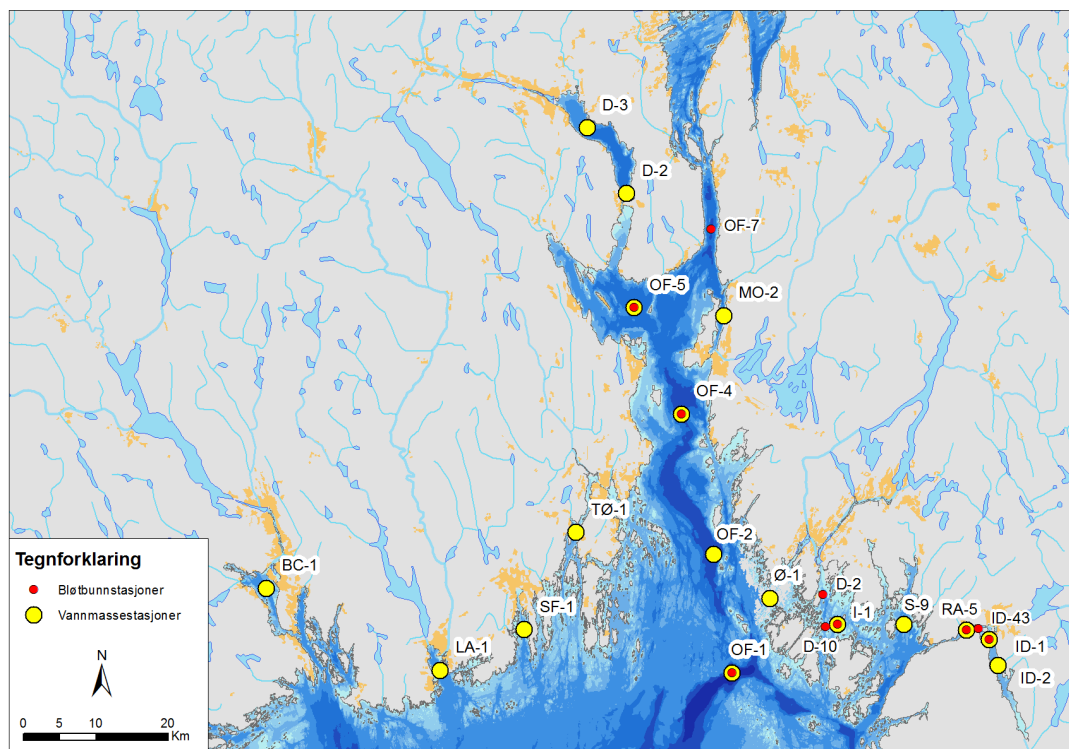 D-3
D-2
OF-7
OF-5
MO-2
OF-4
TØ-1
OF-2
BC-1
Ø-1
D-2
SF-1
I-1
S-9
RA-5
ID-43
D-10
ID-1
LA-1
OF-1
ID-2
Tegnforklaring
Bløtbunnstasjoner
Vannmassestasjoner
N
0 5 10 20
Km